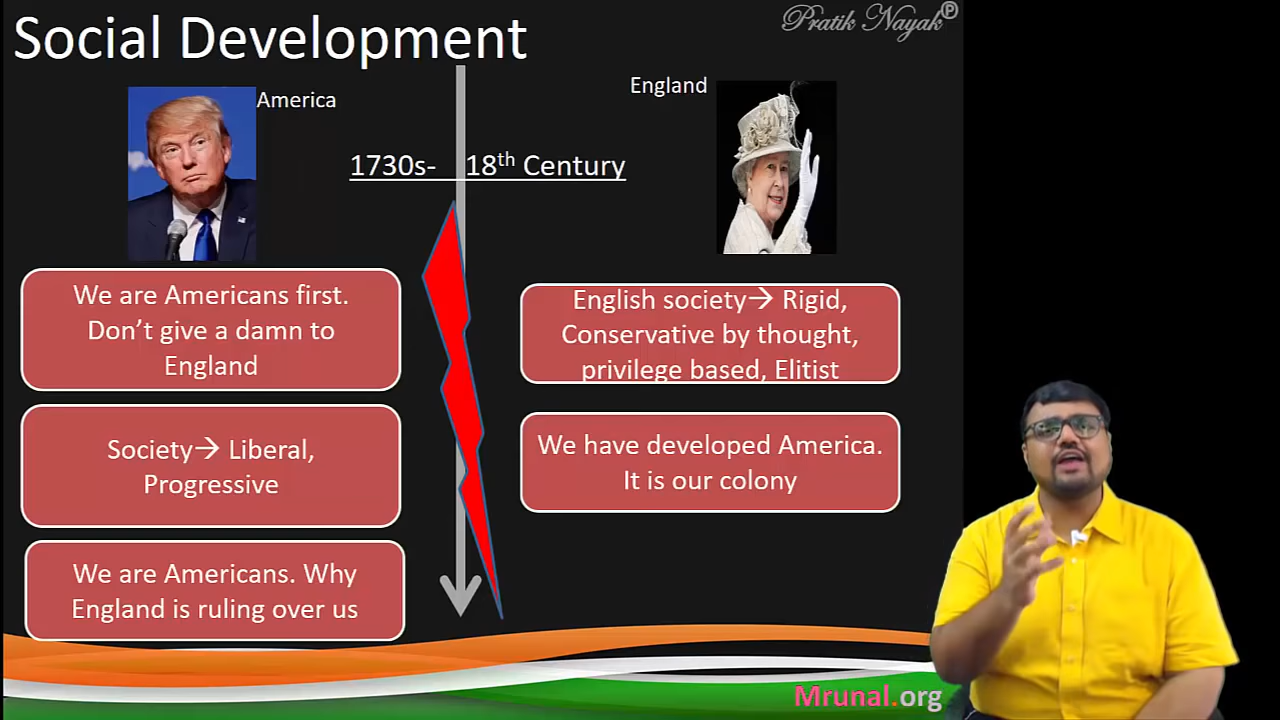 Social Development
Pratik Nayak℗
America
England
1730s- 18th Century
We are Americans first.
Don't give a damn to
England
English society→ Rigid,
Conservative by thought,
privilege based, Elitist
Society→ Liberal,
Progressive
We have developed America.
It is our colony
We are Americans. Why
England is ruling over us
Mrunal.org